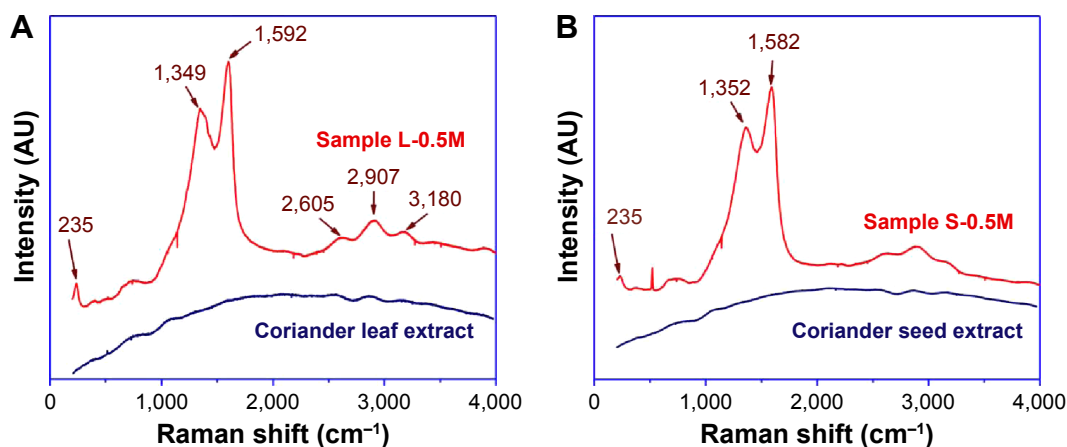 A
Intensity (AU)
1,592
1,349
Sample L-0.5M
2,907
2,605
3,180
235
Coriander leaf extract
0
1,000
2,000
3,000
4,000
Raman shift (cm⁻¹)
B
Intensity (AU)
1,582
1,352
235
Sample S-0.5M
Coriander seed extract
0
1,000
2,000
3,000
4,000
Raman shift (cm⁻¹)